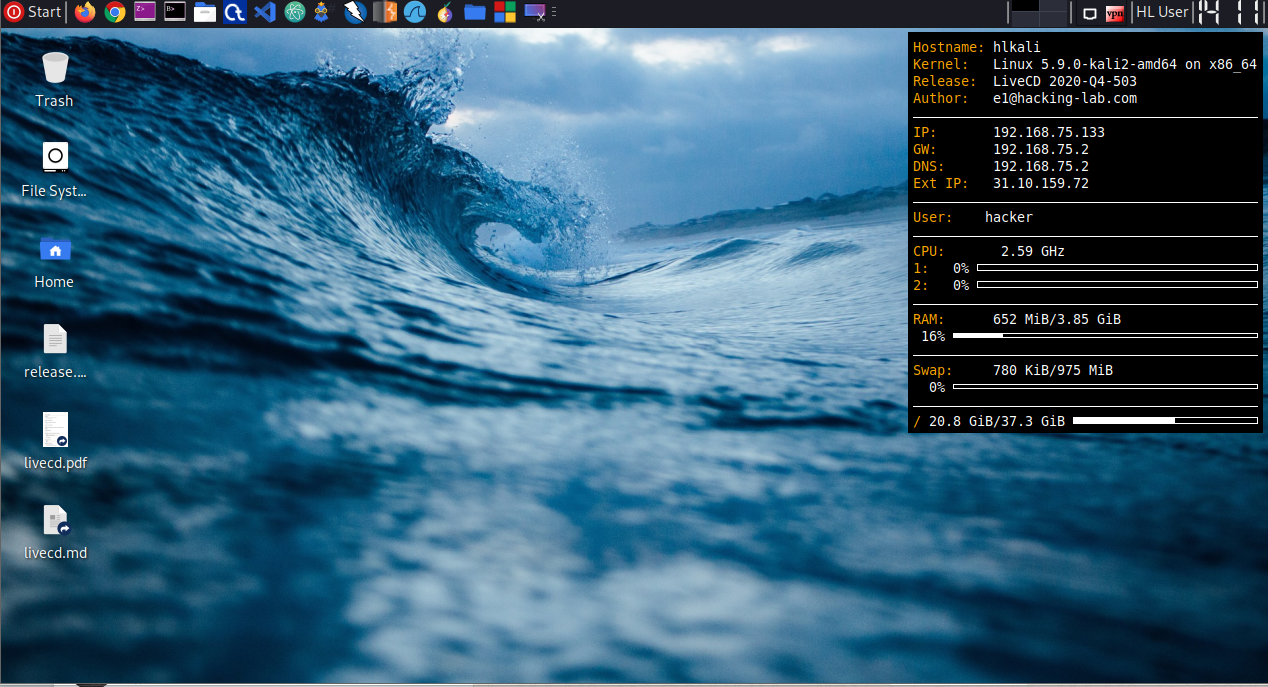 Start
HL User
14 11
Trash
File Syst...
Home
release....
livecd.pdf
livecd.md
Hostname: hlkali
Kernel: Linux 5.9.0-kali2-amd64 on x86_64
Release: LiveCD 2020-Q4-503
Author: e1@hacking-lab.com
IP: 192.168.75.133
GW: 192.168.75.2
DNS: 192.168.75.2
Ext IP: 31.10.159.72
User: hacker
CPU: 2.59 GHz
1: 0%
2: 0%
RAM: 652 MiB/3.85 GiB
16%
Swap: 780 KiB/975 MiB
0%
/ 20.8 GiB/37.3 GiB